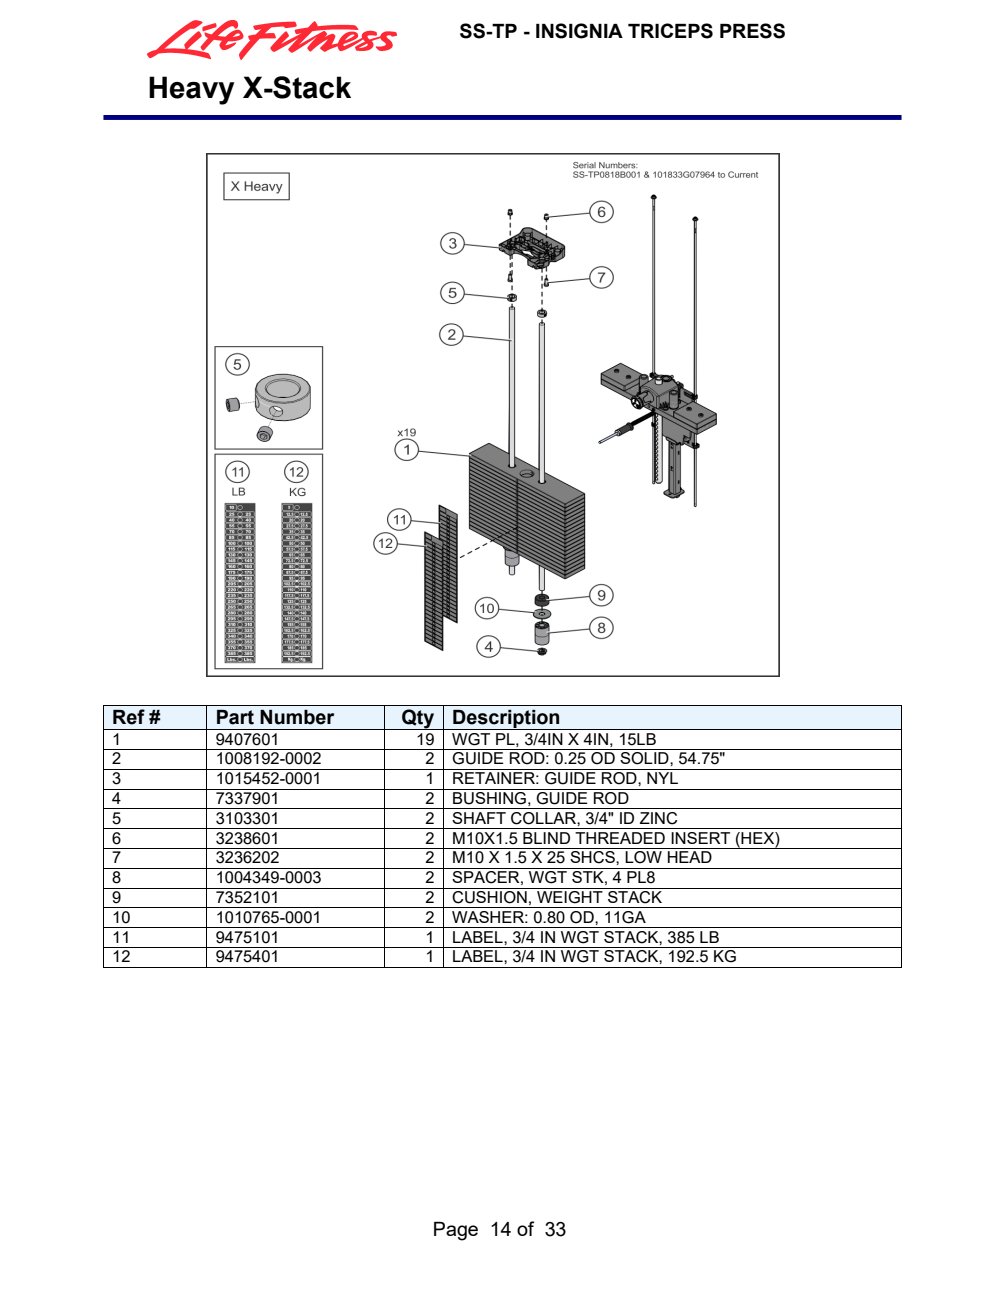 Life Fitness
SS-TP - INSIGNIA TRICEPS PRESS
Heavy X-Stack
Serial Numbers:
SS-TP0818B001 & 101833G07964 to Current
X Heavy
6
3
7
5
2
5
x19
1
11
12
LB
KG
11
12
9
10
8
4
Ref # Part Number Qty Description
1 9407601 19 WGT PL, 3/4IN X 4IN, 15LB
2 1008192-0002 2 GUIDE ROD: 0.25 OD SOLID, 54.75"
3 1015452-0001 1 RETAINER: GUIDE ROD, NYL
4 7337901 2 BUSHING, GUIDE ROD
5 3103301 2 SHAFT COLLAR, 3/4" ID ZINC
6 3238601 2 M10X1.5 BLIND THREADED INSERT (HEX)
7 3236202 2 M10 X 1.5 X 25 SHCS, LOW HEAD
8 1004349-0003 2 SPACER, WGT STK, 4 PL8
9 7352101 2 CUSHION, WEIGHT STACK
10 1010765-0001 2 WASHER: 0.80 OD, 11GA
11 9475101 1 LABEL, 3/4 IN WGT STACK, 385 LB
12 9475401 1 LABEL, 3/4 IN WGT STACK, 192.5 KG
Page 14 of 33